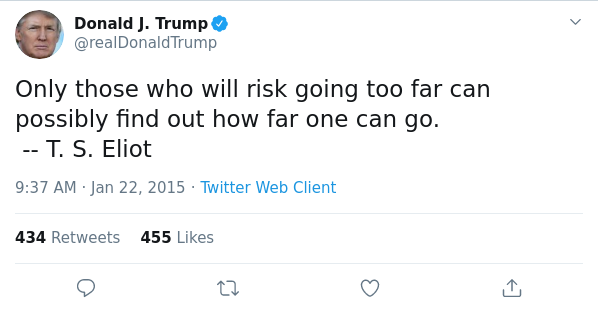 Donald J. Trump
@realDonaldTrump
Only those who will risk going too far can
possibly find out how far one can go.
-- T. S. Eliot
9:37 AM · Jan 22, 2015 · Twitter Web Client
434 Retweets 455 Likes